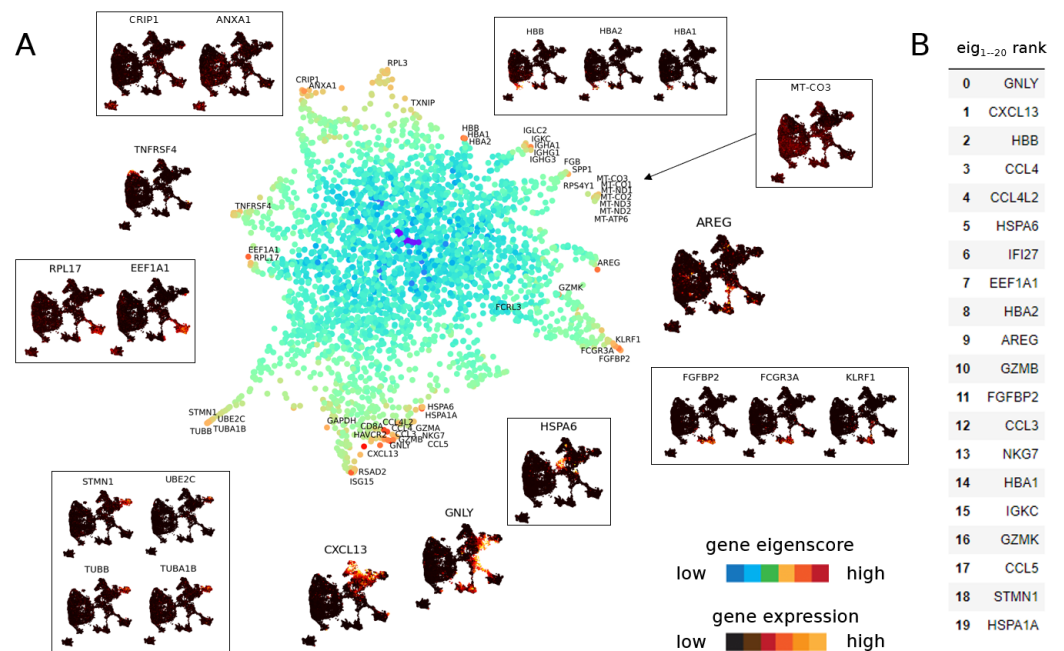 A
B
CRIP1 ANXA1
HBB HBA2 HBA1
MT-CO3
TNFRSF4
RPL17 EEF1A1
AREG
FGFBP2 FCGR3A KLRF1
HSPA6
GNLY
CXCL13
STMN1 UBE2C
TUBB TUBA1B
RPL3
CRIP1
ANXA1
TXNIP
HBB
HBA1
HBA2
IGLC2
IGKC
IGHA1
IGHG1
IGHG3
FGB
SPP1
RPS4Y1
MT-CO3
MT-CO1
MT-ND1
MT-CO2
MT-ND3
MT-ND2
MT-ATP6
TNFRSF4
EEF1A1
RPL17
AREG
GZMK
FCRL3
KLRF1
FCGR3A
FGFBP2
STMN1
UBE2C
TUBB TUBA1B
HSPA6
HSPA1A
GAPDH
CD8A
CCL4L2
CCL4 GZMA
HAVCR2
CCL3 NKG7
GZMB
CCL5
GNLY
CXCL13
RSAD2
ISG15
gene eigenscore
low high
gene expression
low high
eig1--20 rank
0 GNLY
1 CXCL13
2 HBB
3 CCL4
4 CCL4L2
5 HSPA6
6 IFI27
7 EEF1A1
8 HBA2
9 AREG
10 GZMB
11 FGFBP2
12 CCL3
13 NKG7
14 HBA1
15 IGKC
16 GZMK
17 CCL5
18 STMN1
19 HSPA1A